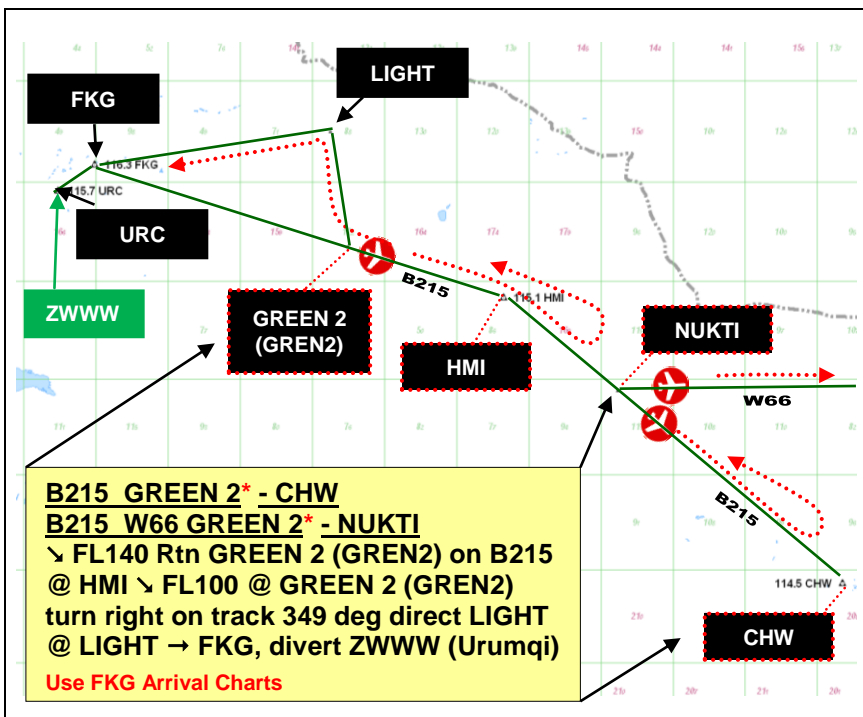 LIGHT
FKG
116.3 FKG
115.7 URC
URC
ZWWW
B215
GREEN 2
(GREN2)
116.1 HMI
HMI
NUKTI
W66
B215
114.5 CHW
CHW
B215 GREEN 2* - CHW
B215 W66 GREEN 2* - NUKTI
↘ FL140 Rtn GREEN 2 (GREN2) on B215
@ HMI ↘ FL100 @ GREEN 2 (GREN2)
turn right on track 349 deg direct LIGHT
@ LIGHT → FKG, divert ZWWW (Urumqi)
Use FKG Arrival Charts